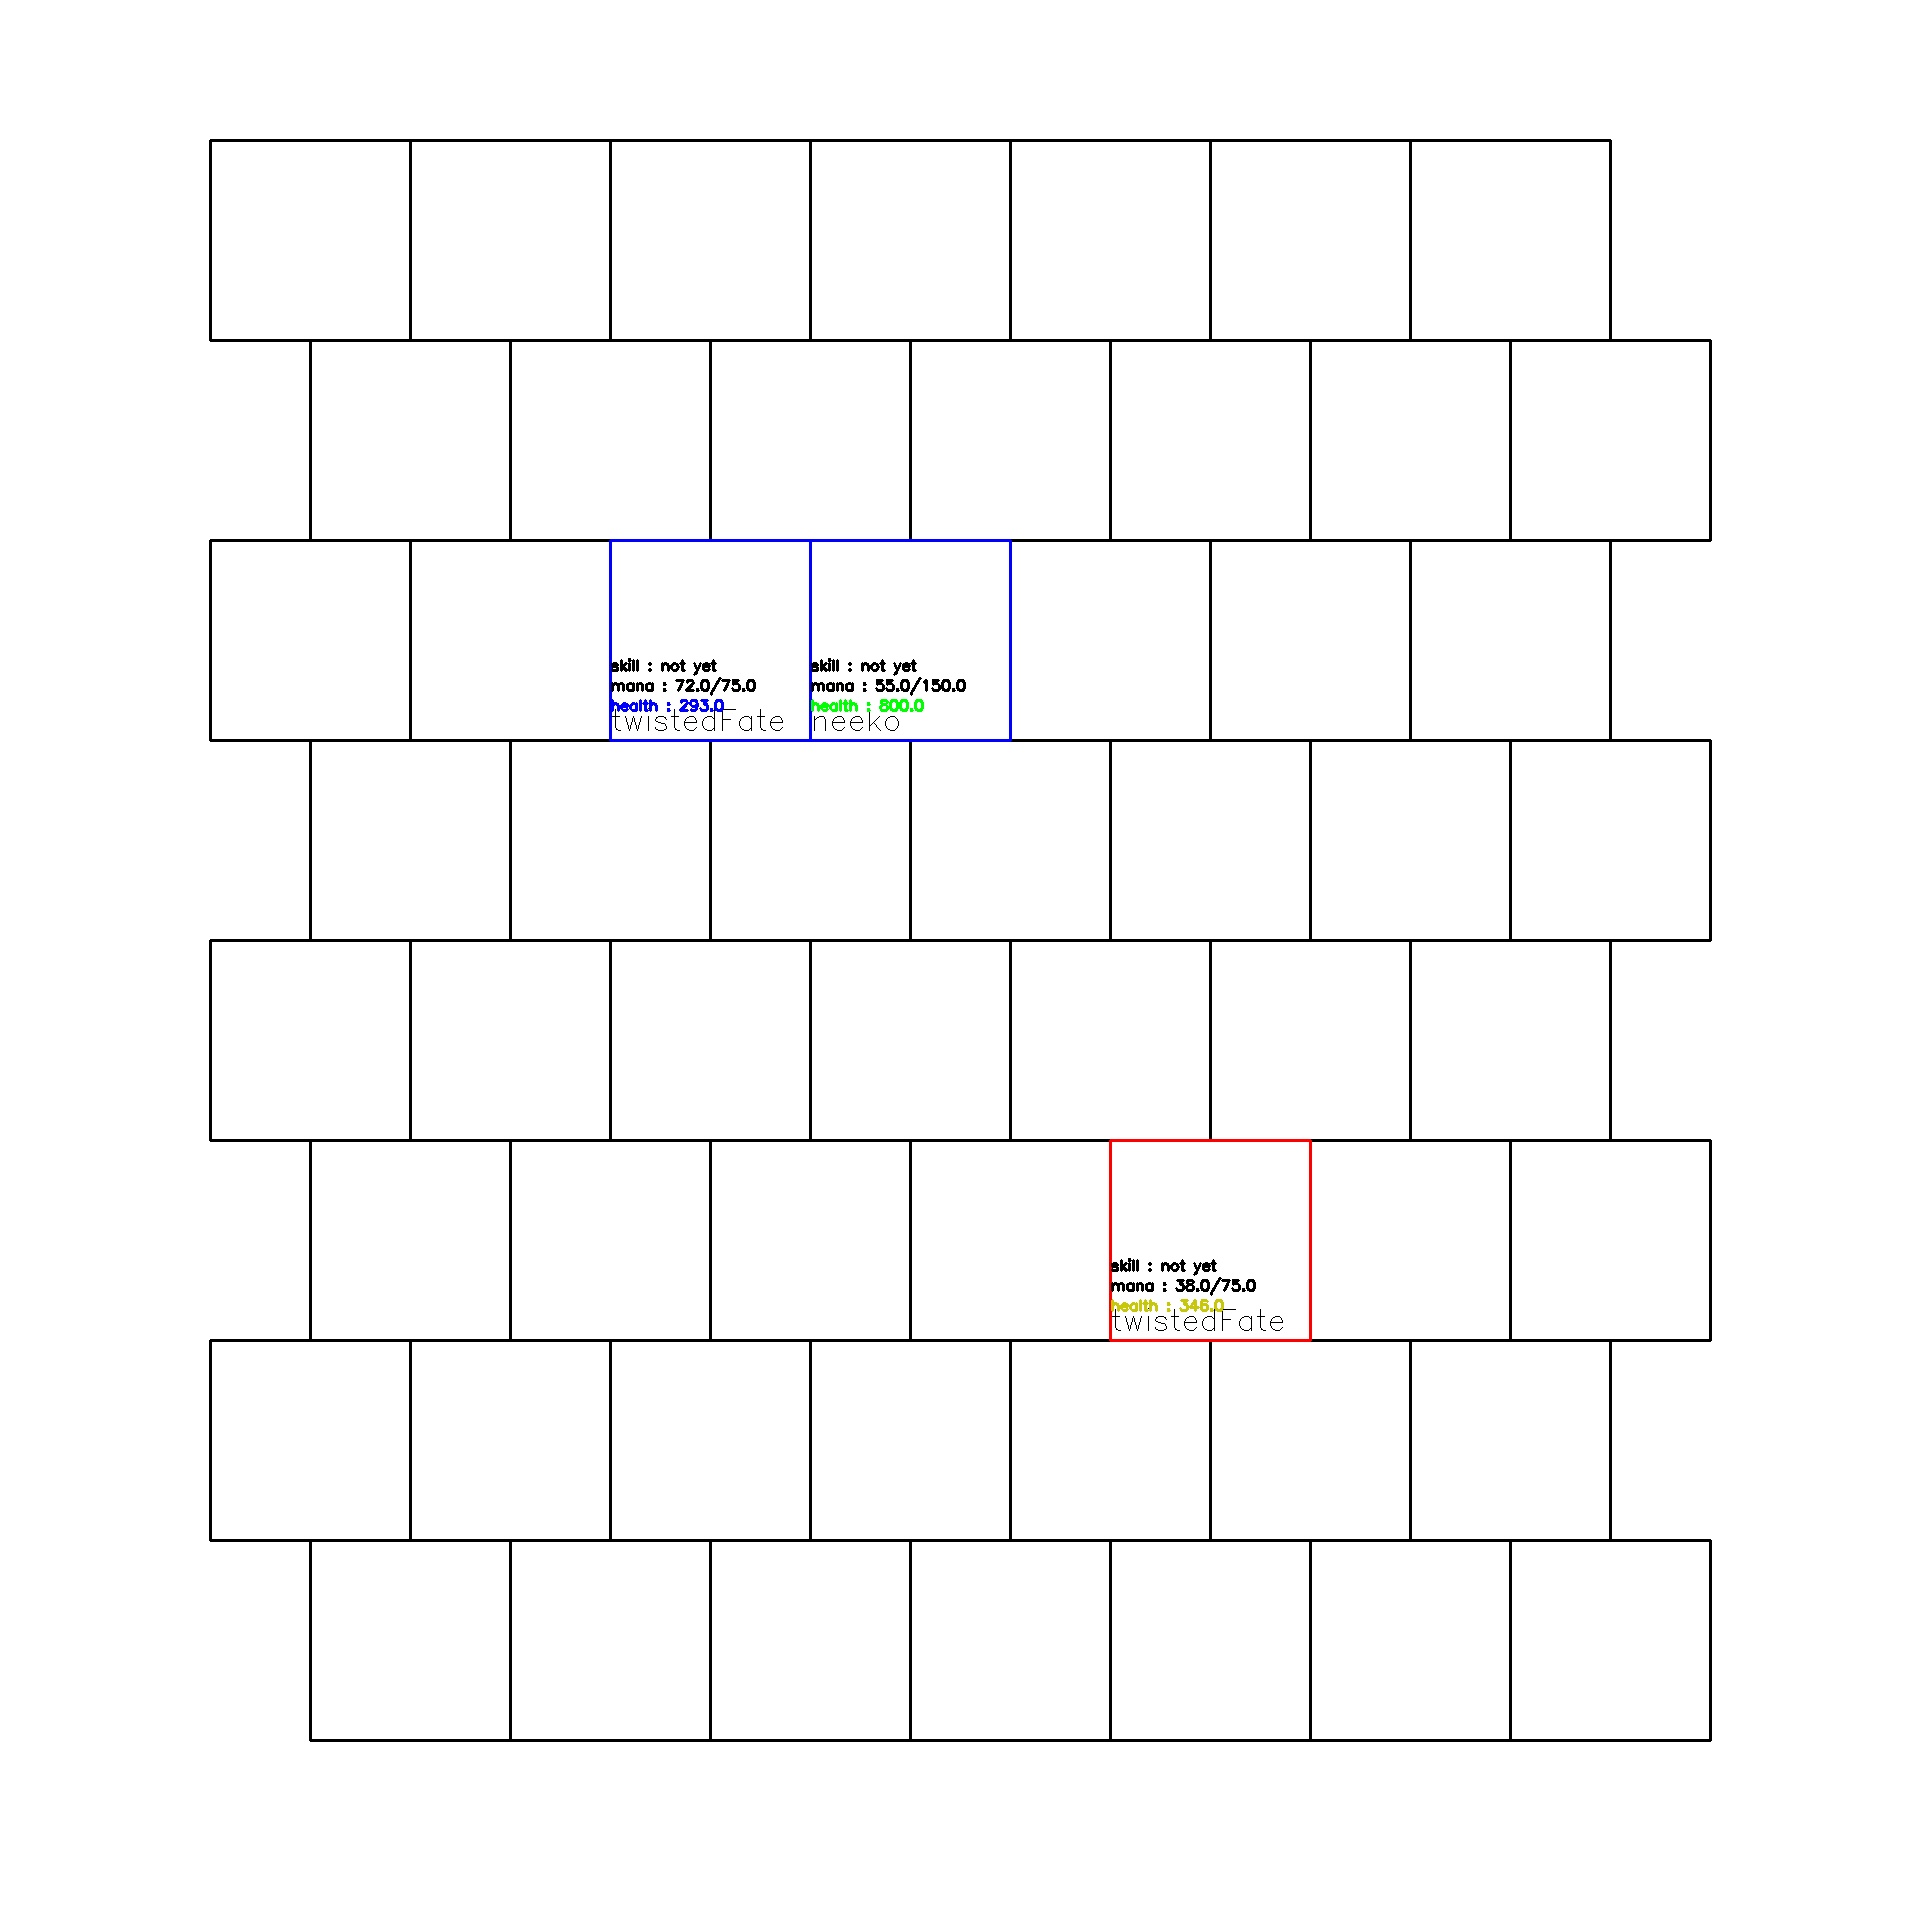 skill : not yet
mana : 72.0/75.0
health : 293.0
twistedFate
skill : not yet
mana : 55.0/150.0
health : 800.0
neeko
skill : not yet
mana : 38.0/75.0
health : 346.0
twistedFate